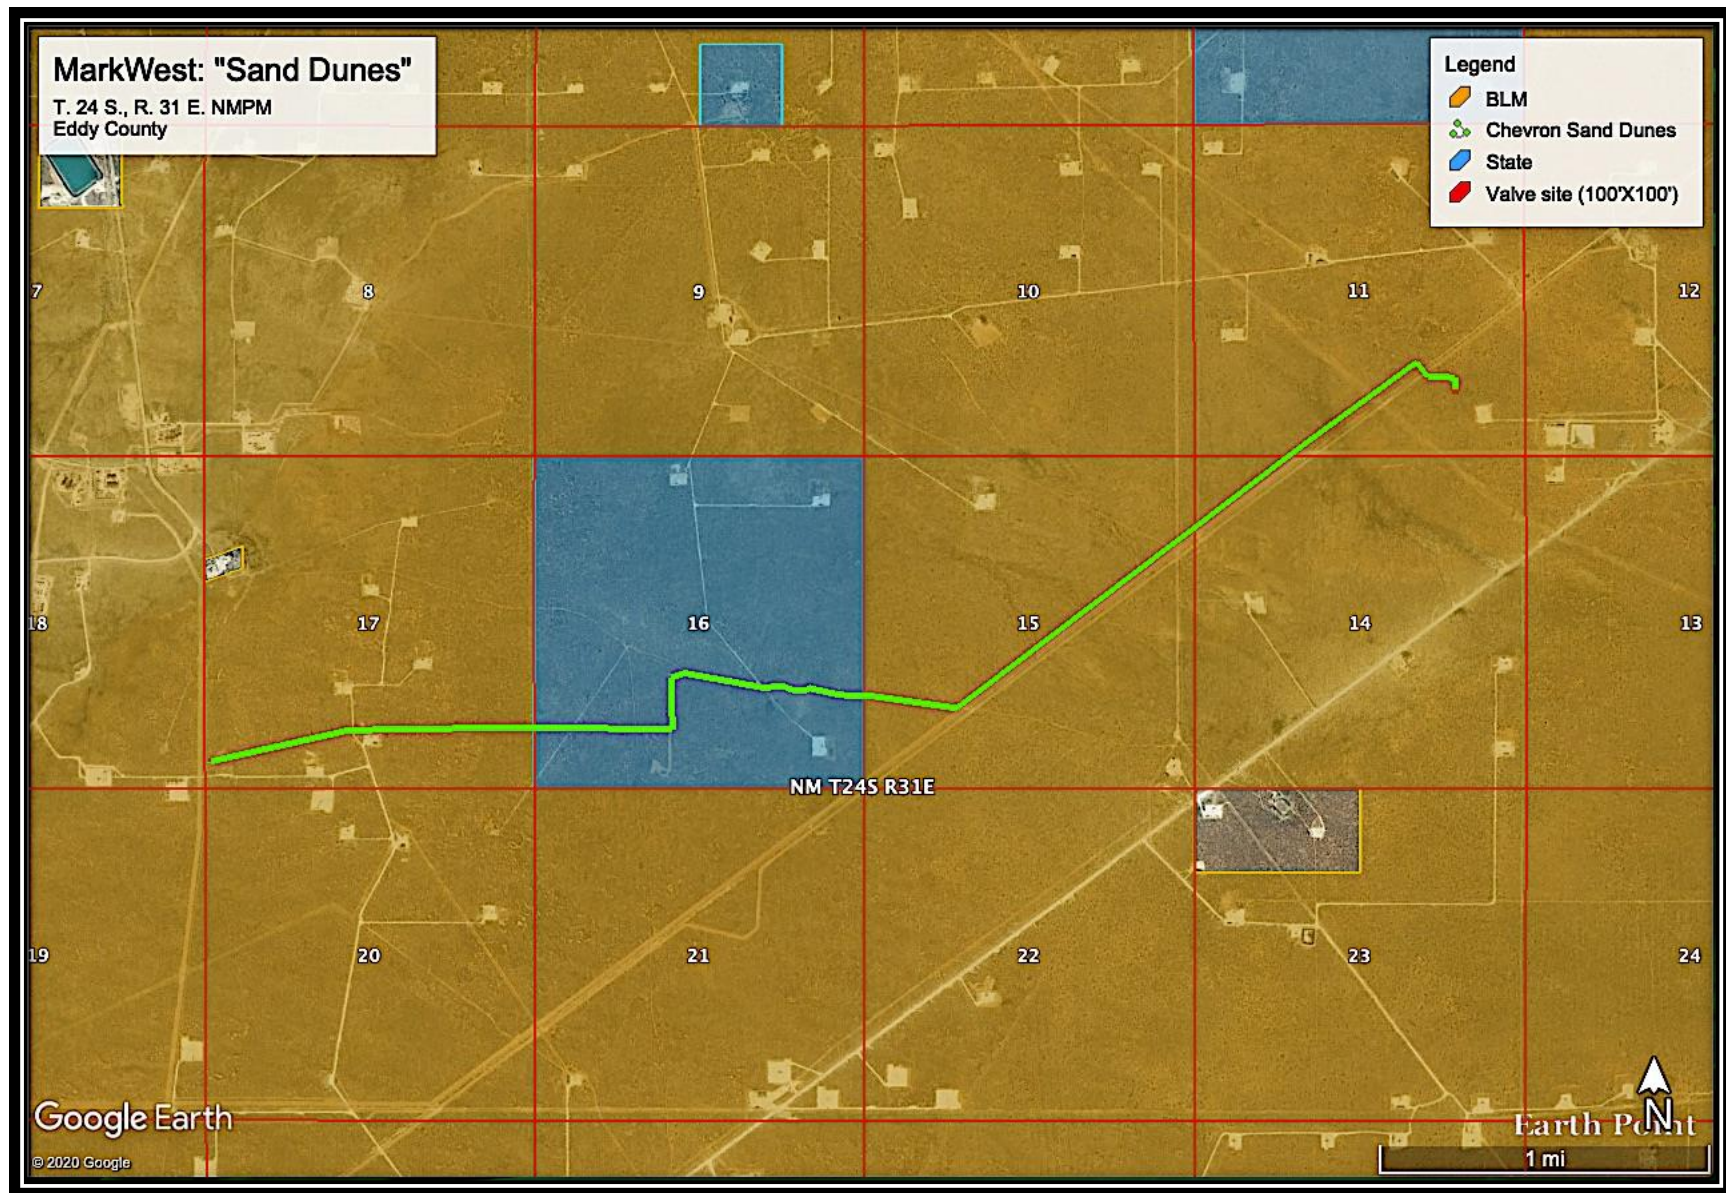 MarkWest: "Sand Dunes"
T. 24 S., R. 31 E. NMPM
Eddy County
Legend
BLM
Chevron Sand Dunes
State
Valve site (100'X100')
7
8
9
10
11
12
18
17
16
15
14
13
NM T24S R31E
19
20
21
22
23
24
Google Earth
N
Earth Point
1 mi
© 2020 Google